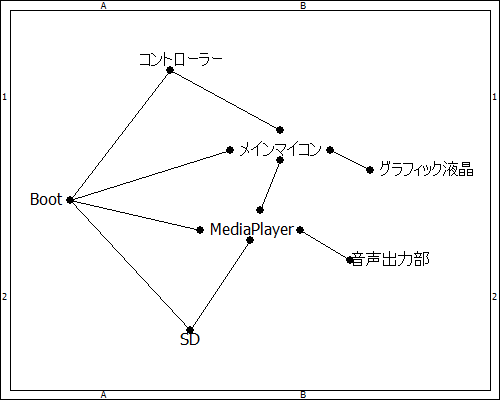 A B
コントローラー
1 1
メインマイコン
グラフィック液晶
Boot
MediaPlayer
音声出力部
2 2
SD
A B